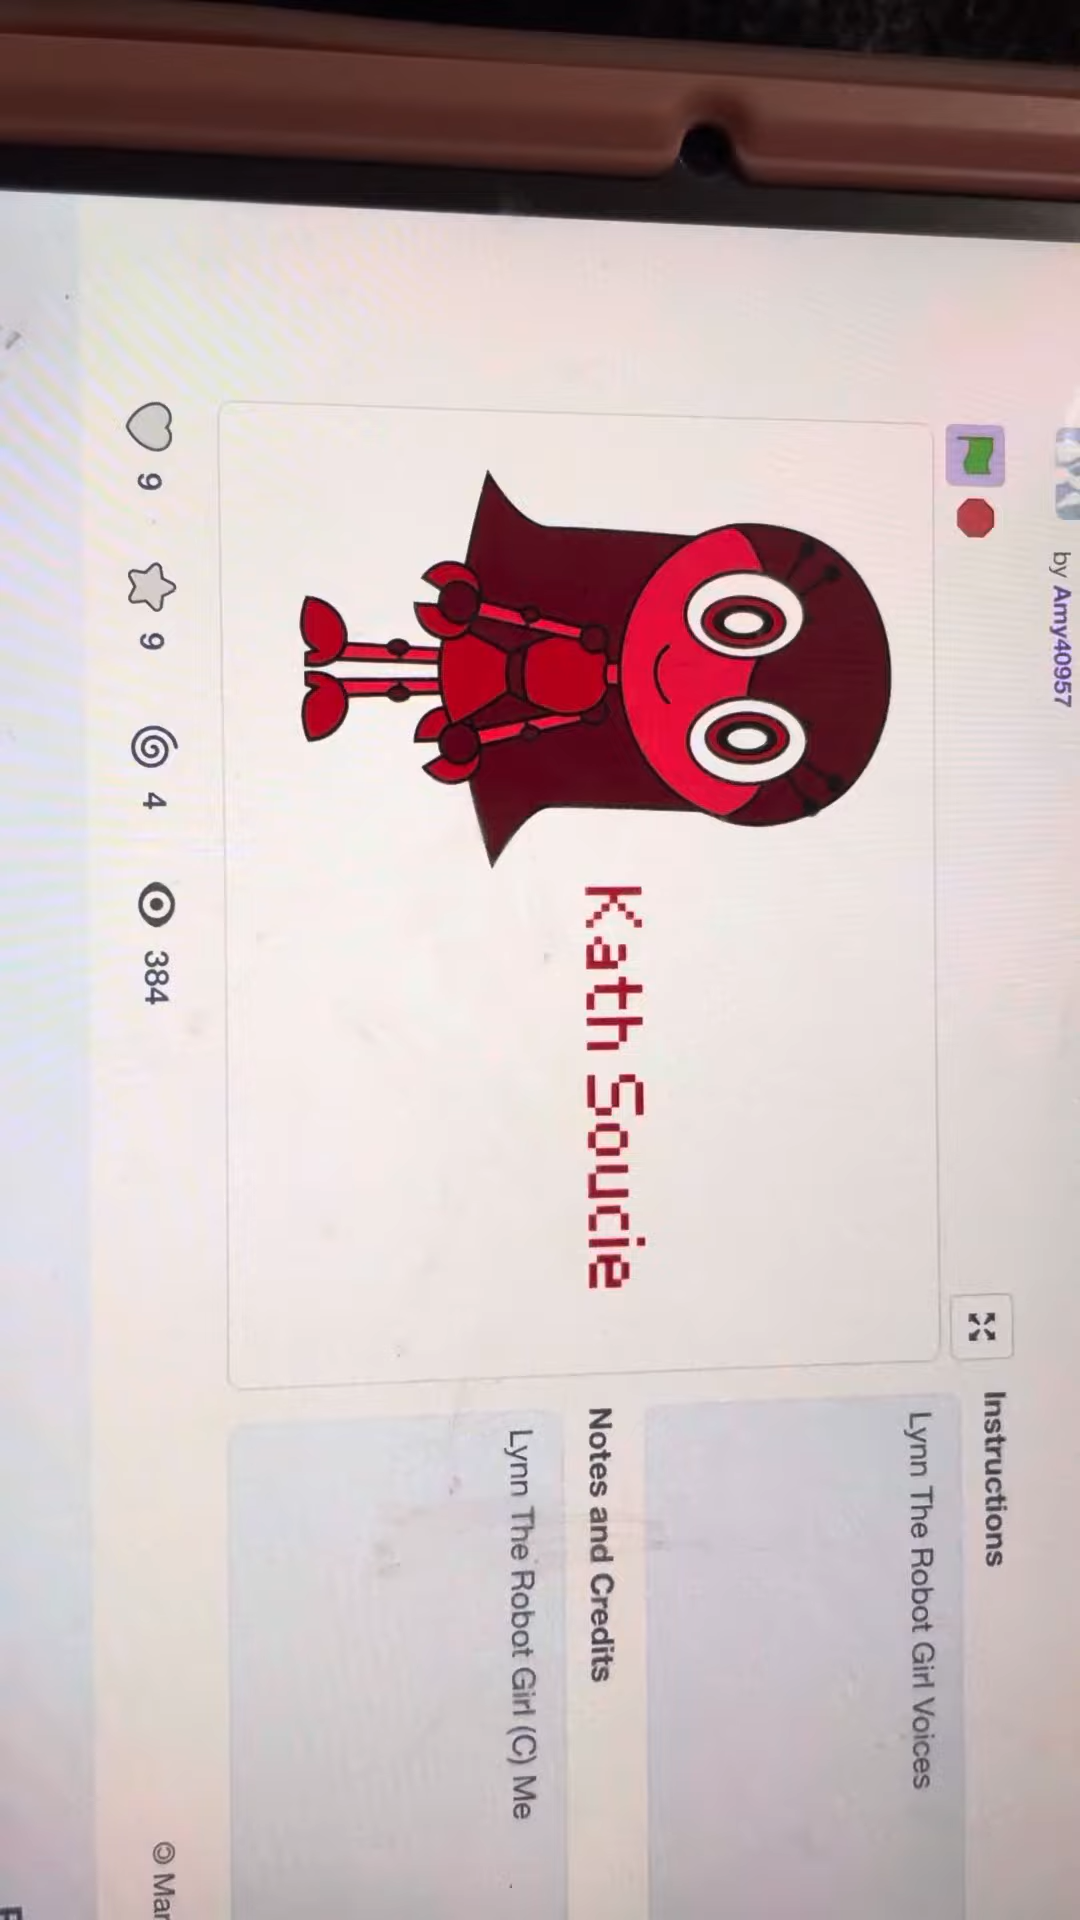 by Amy40957
Instructions
Lynn The Robot Girl Voices
Kath Soucie
Notes and Credits
Lynn The Robot Girl (C) Me
9 9 4 384